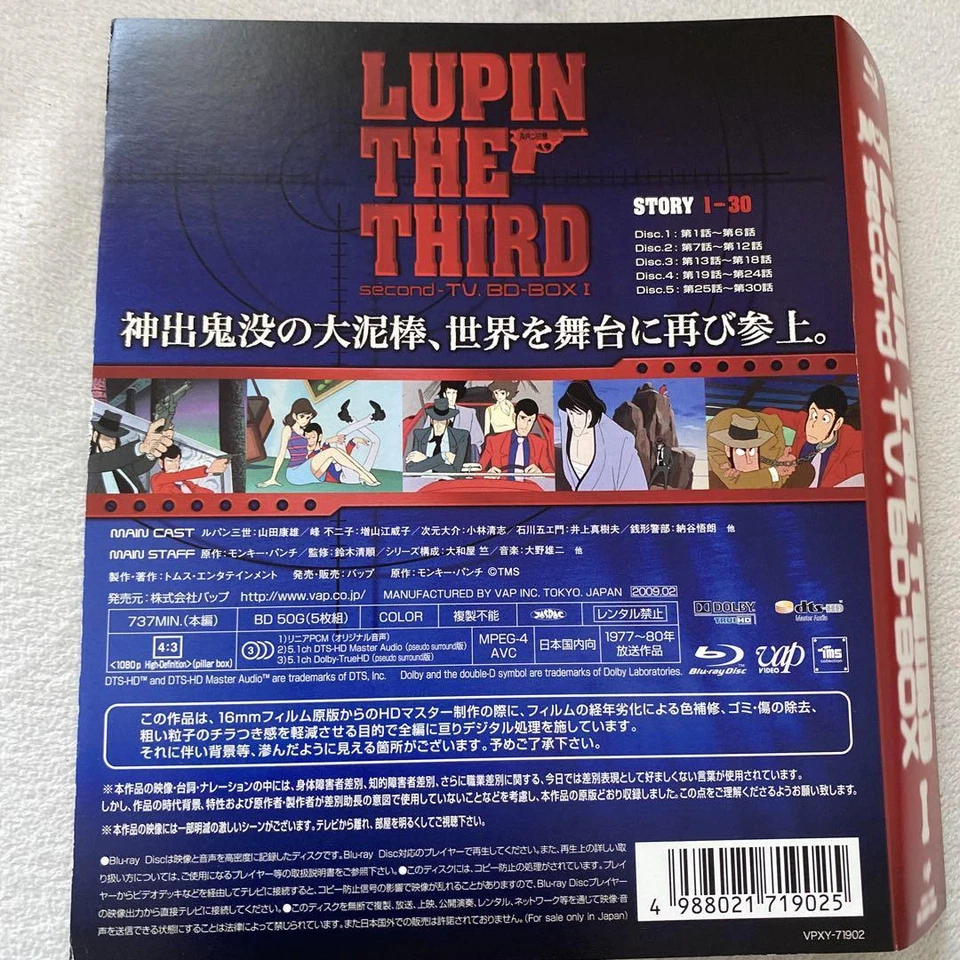 LUPIN
THE
ルパン三世
THIRD
second-TV. BD-BOX I
STORY 1-30
Disc.1：第1話～第6話
Disc.2：第7話～第12話
Disc.3：第13話～第18話
Disc.4：第19話～第24話
Disc.5：第25話～第30話
神出鬼没の大泥棒、世界を舞台に再び参上。
MAIN CAST ルパン三世：山田康雄／峰 不二子：増山江威子／次元大介：小林清志／石川五エ門：井上真樹夫／銭形警部：納谷悟朗 他
MAIN STAFF 原作：モンキー・パンチ／監修：鈴木清順／シリーズ構成：大和屋 竺／音楽：大野雄二 他
製作・著作：トムス・エンタテインメント 発売・販売：バップ 原作：モンキー・パンチ ©TMS
発売元：株式会社バップ http://www.vap.co.jp/ MANUFACTURED BY VAP INC. TOKYO. JAPAN 2009.02
737MIN.(本編) BD 50G(5枚組) COLOR 複製不能 JASRAC レンタル禁止
4:3
<1080p High-Definition>(pillar box)
3)))
1)リニアPCM（オリジナル音声）
2)5.1ch DTS-HD Master Audio (pseudo surround版)
3)5.1ch Dolby-TrueHD (pseudo surround版)
MPEG-4
AVC
日本国内向
1977～80年
放送作品
DOLBY
TRUEHD
dts-HD
Master Audio
Blu-ray Disc
vap
VIDEO
tms
collection
DTS-HD™ and DTS-HD Master Audio™ are trademarks of DTS, Inc. Dolby and the double-D symbol are trademarks of Dolby Laboratories.
この作品は、16mmフィルム原版からのHDマスター制作の際に、フィルムの経年劣化による色補修、ゴミ・傷の除去、
粗い粒子のチラつき感を軽減させる目的で全編に亘りデジタル処理を施しています。
それに伴い背景等、滲んだように見える箇所がございます。予めご了承下さい。
※本作品の映像・台詞・ナレーションの中には、身体障害者差別、知的障害者差別、さらに職業差別に関する、今日では差別表現として好ましくない言葉が使用されています。
しかし、作品の時代背景、特性および原作者・製作者が差別助長の意図で使用していないことなどを考慮し、本作品の原版どおり収録しました。この点をご理解くださるようお願い致します。
※本作品の映像には一部明滅の激しいシーンがございます。テレビから離れ、部屋を明るくしてご視聴下さい。
●Blu-ray Discは映像と音声を高密度に記録したディスクです。Blu-ray Disc対応のプレイヤーで再生してください。また、再生上の詳しい取
り扱い方については、ご使用になるプレイヤー等の取扱説明書をご参照下さい。●このディスクには、コピー防止の処理がされています。プレイ
ヤーからビデオデッキなどを経由してテレビに接続すると、コピー防止信号の影響で映像が乱れることがありますので、Blu-ray Discプレイヤー
の映像出力から直接テレビに接続してください。●このディスクを無断で複製、放送、上映、公開演奏、レンタル、ネットワーク等を通じて映像・音
声を送信できる状態にすることは法律によって禁じられています。また日本国外での販売は許諾されておりません。(For sale only in Japan)
4 988021 719025
VPXY-71902